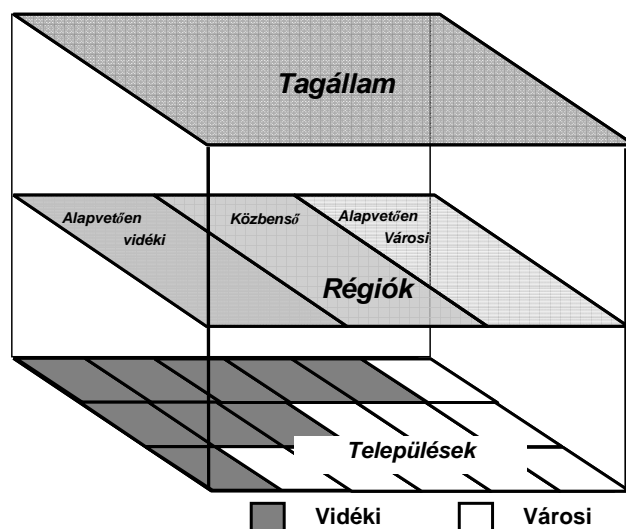 Tagállam
Alapvetően
vidéki
Közbenső
Alapvetően
Városi
Régiók
Települések
Vidéki
Városi